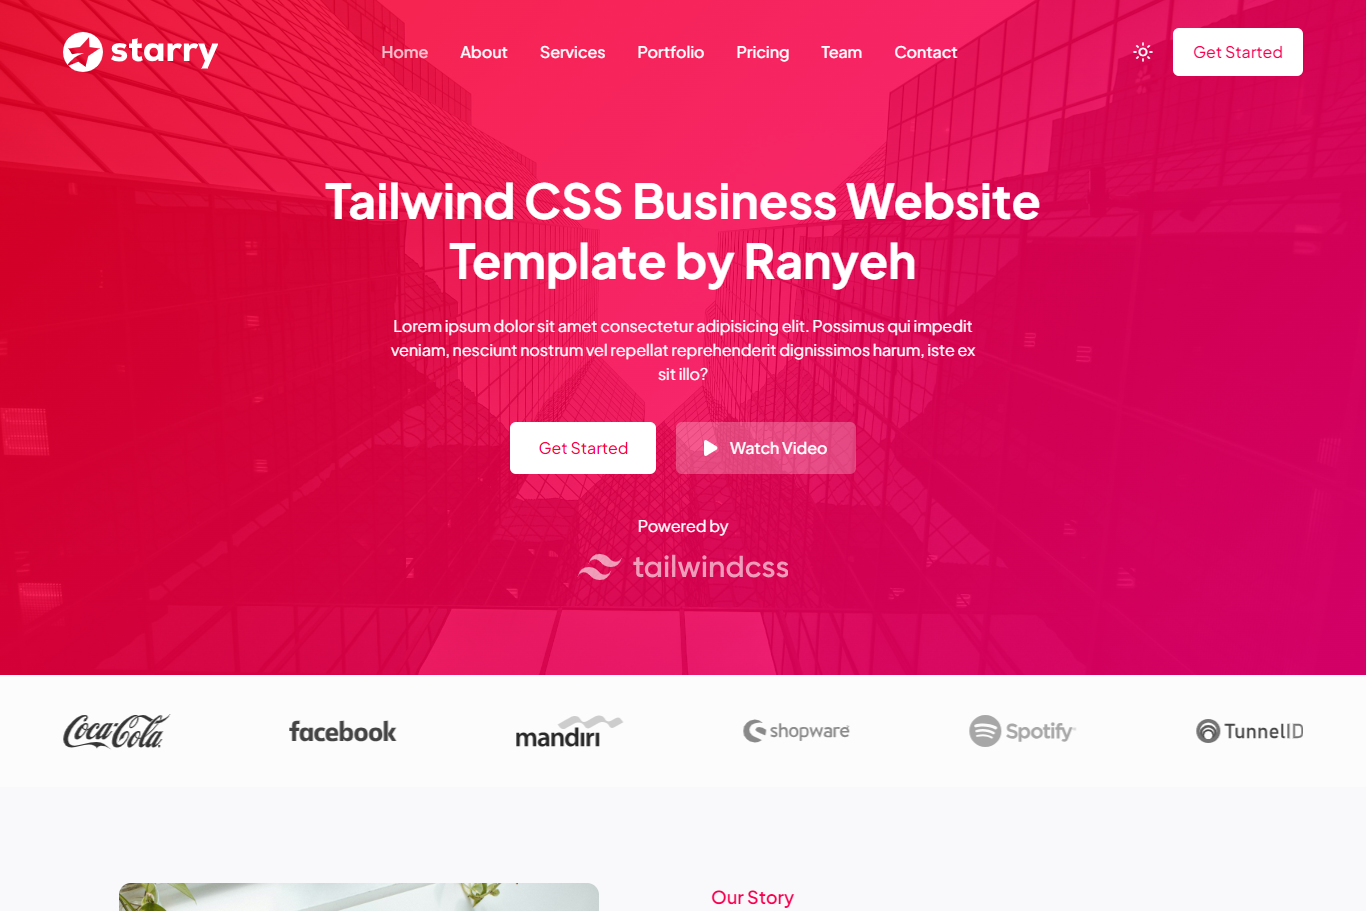 starry
Home About Services Portfolio Pricing Team Contact
Get Started
Tailwind CSS Business Website
Template by Ranyeh
Lorem ipsum dolor sit amet consectetur adipisicing elit. Possimus qui impedit
veniam, nesciunt nostrum vel repellat reprehenderit dignissimos harum, iste ex
sit illo?
Get Started Watch Video
Powered by
tailwindcss
Coca-Cola facebook mandırı shopware Spotify TunnelID
Our Story